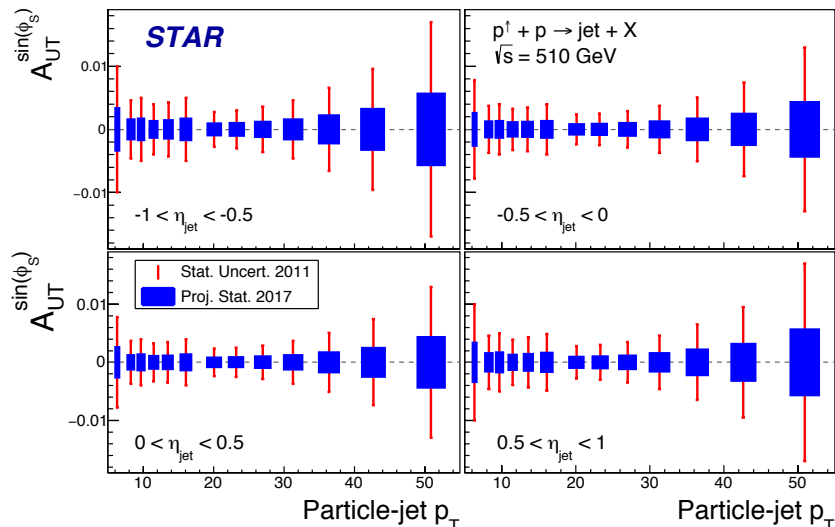 A_UT^sin(ϕ_S)
0.01
0
−0.01
STAR
-1 < η_jet < -0.5
p↑ + p → jet + X
√s = 510 GeV
-0.5 < η_jet < 0
A_UT^sin(ϕ_S)
0.01
0
−0.01
Stat. Uncert. 2011
Proj. Stat. 2017
0 < η_jet < 0.5
0.5 < η_jet < 1
10 20 30 40 50
10 20 30 40 50
Particle-jet p_T
Particle-jet p_T